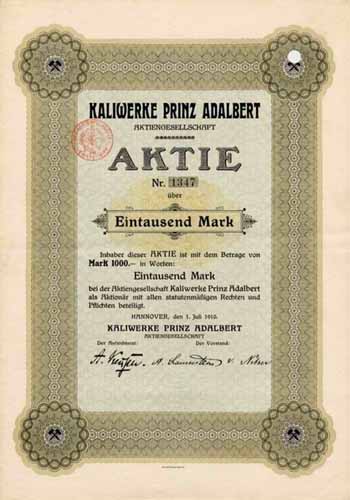 KALIWERKE PRINZ ADALBERT
AKTIENGESELLSCHAFT
AKTIE
Nr. 1347
über
Eintausend Mark
Inhaber dieser AKTIE ist mit dem Betrage von
Mark 1000.— in Worten:
Eintausend Mark
bei der Aktiengesellschaft Kaliwerke Prinz Adalbert
als Aktionär mit allen statutenmäßigen Rechten und
Pflichten beteiligt.
HANNOVER, den 1. Juli 1910.
KALIWERKE PRINZ ADALBERT
AKTIENGESELLSCHAFT
Der Aufsichtsrat: Der Vorstand: